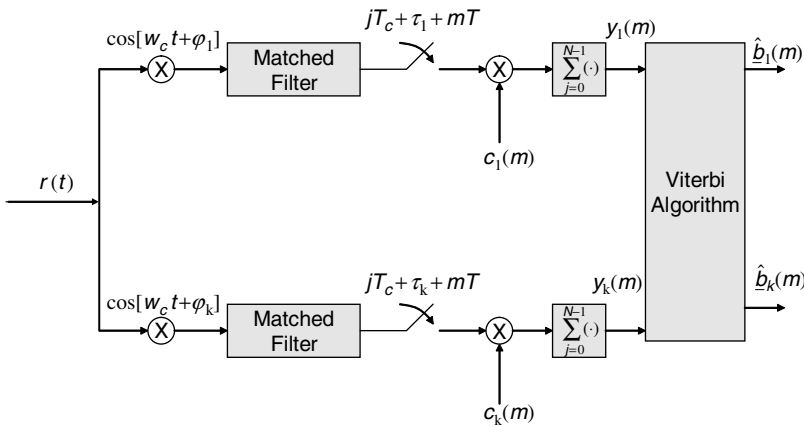 cos[w_c t+φ_1]
Matched
Filter
jT_c + τ_1 + mT
X
X
N−1
∑(·)
j=0
y_1(m)
b̲̂_1(m)
c_1(m)
r(t)
Viterbi
Algorithm
cos[w_c t+φ_k]
Matched
Filter
jT_c + τ_k + mT
X
X
N−1
∑(·)
j=0
y_k(m)
b̲̂_k(m)
c_k(m)